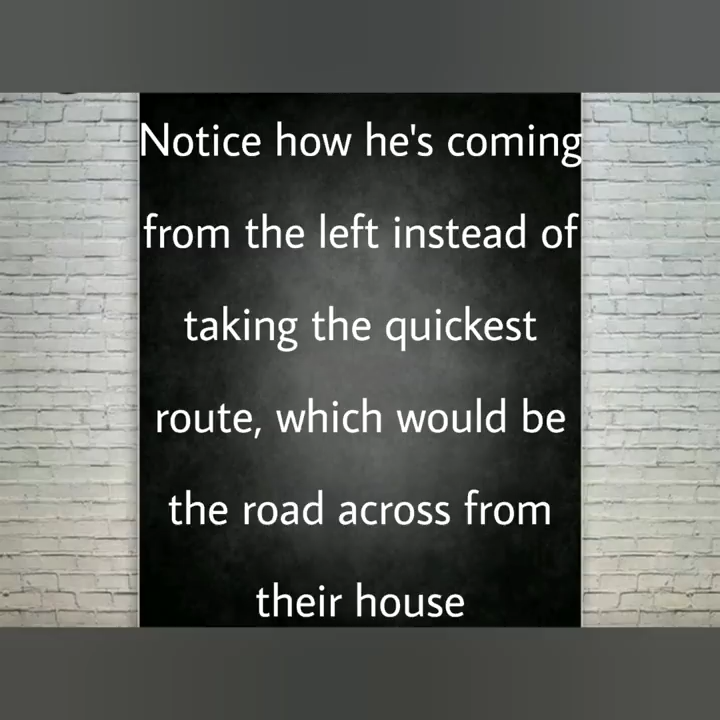 Notice how he's coming
from the left instead of
taking the quickest
route, which would be
the road across from
their house